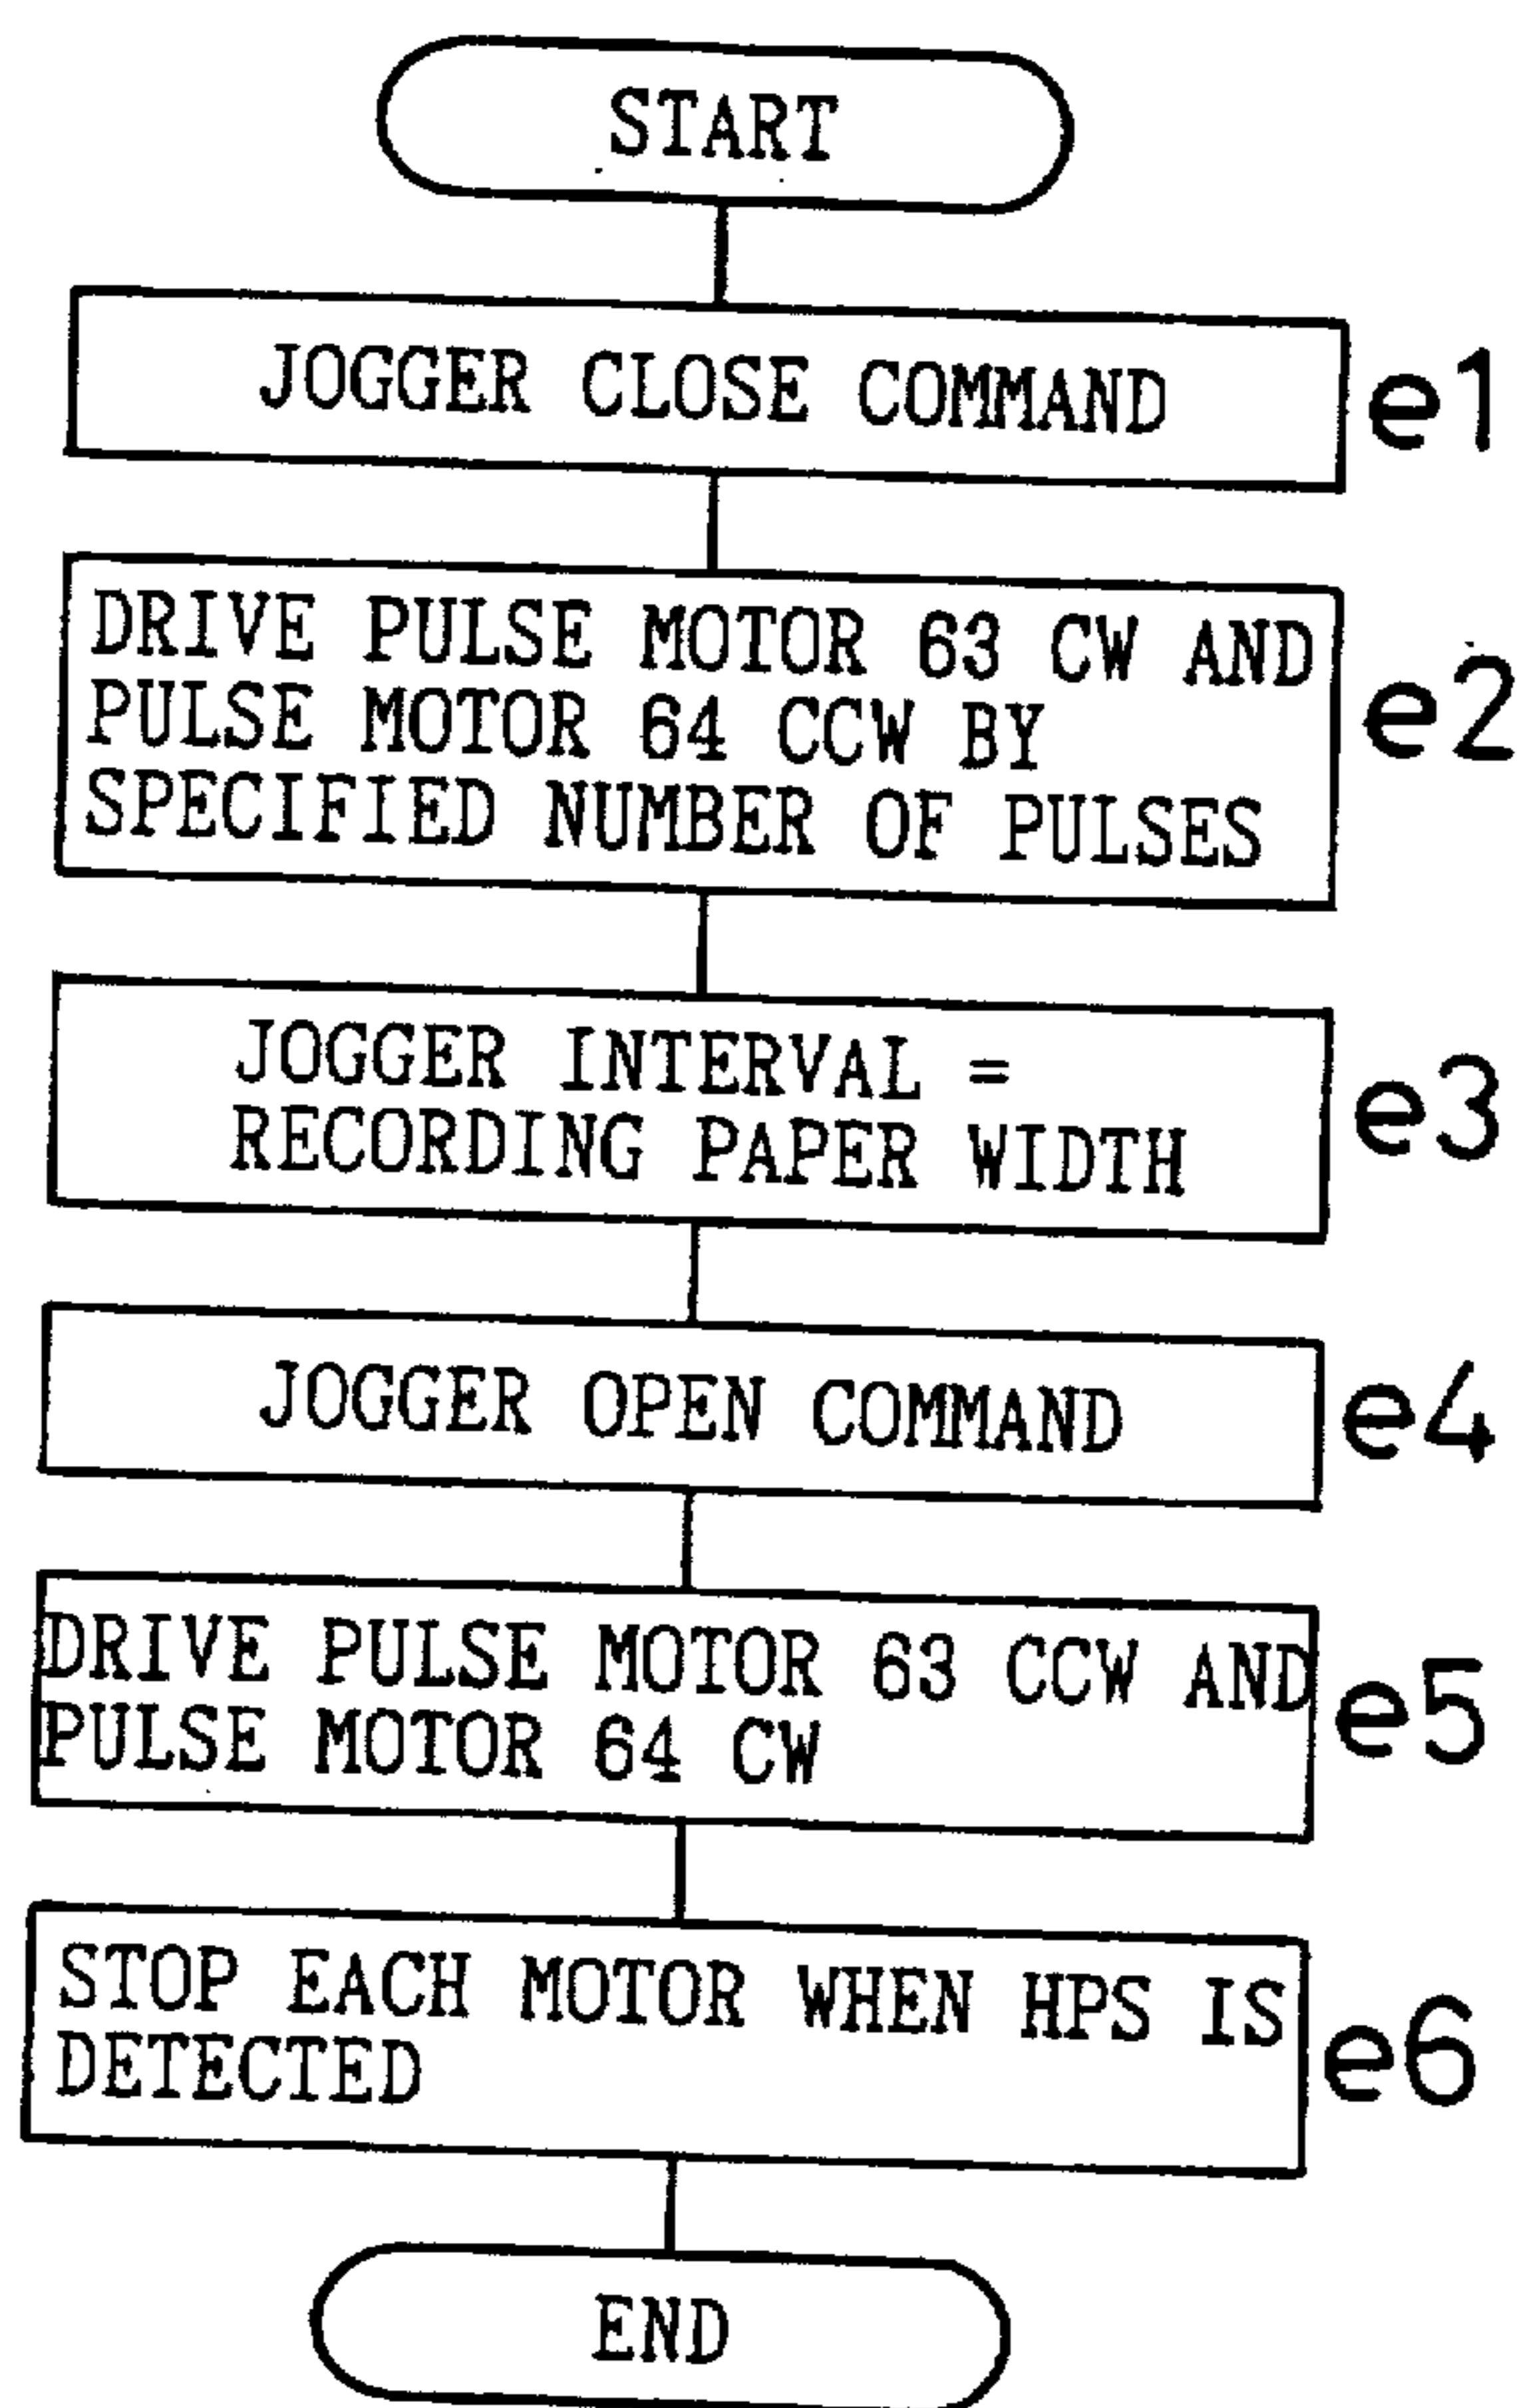 START
JOGGER CLOSE COMMAND
e1
DRIVE PULSE MOTOR 63 CW AND
PULSE MOTOR 64 CCW BY
SPECIFIED NUMBER OF PULSES
e2
JOGGER INTERVAL =
RECORDING PAPER WIDTH
e3
JOGGER OPEN COMMAND
e4
DRIVE PULSE MOTOR 63 CCW AND
PULSE MOTOR 64 CW
e5
STOP EACH MOTOR WHEN HPS IS
DETECTED
e6
END